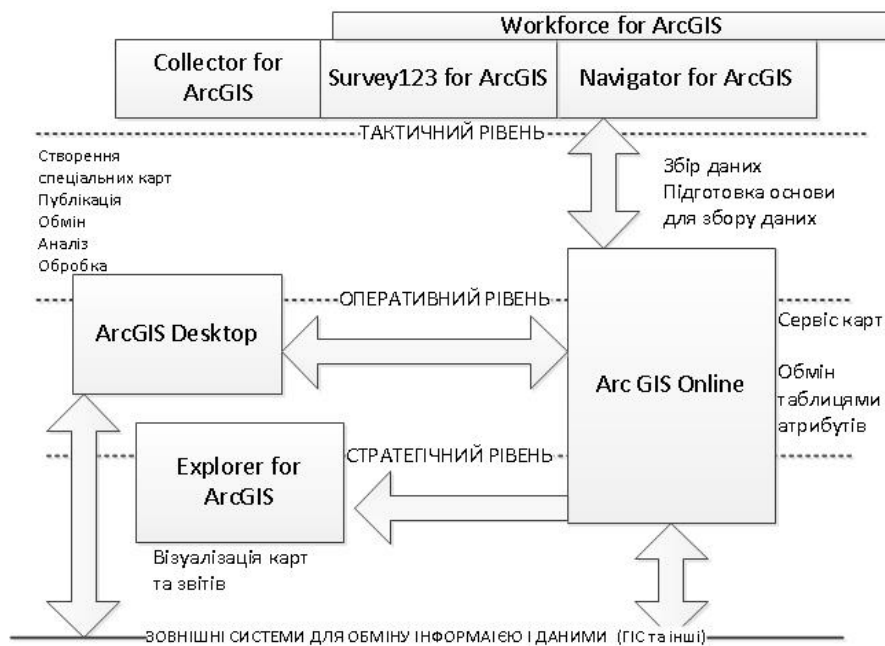 Workforce for ArcGIS
Collector for
ArcGIS
Survey123 for ArcGIS
Navigator for ArcGIS
ТАКТИЧНИЙ РІВЕНЬ
Створення
спеціальних карт
Публікація
Обмін
Аналіз
Обробка
Збір даних
Підготовка основи
для збору даних
ОПЕРАТИВНИЙ РІВЕНЬ
ArcGIS Desktop
Arc GIS Online
Сервіс карт
Обмін
таблицями
атрибутів
СТРАТЕГІЧНИЙ РІВЕНЬ
Explorer for
ArcGIS
Візуалізація карт
та звітів
ЗОВНІШНІ СИСТЕМИ ДЛЯ ОБМІНУ ІНФОРМАІЄЮ І ДАНИМИ (ГІС та інші)